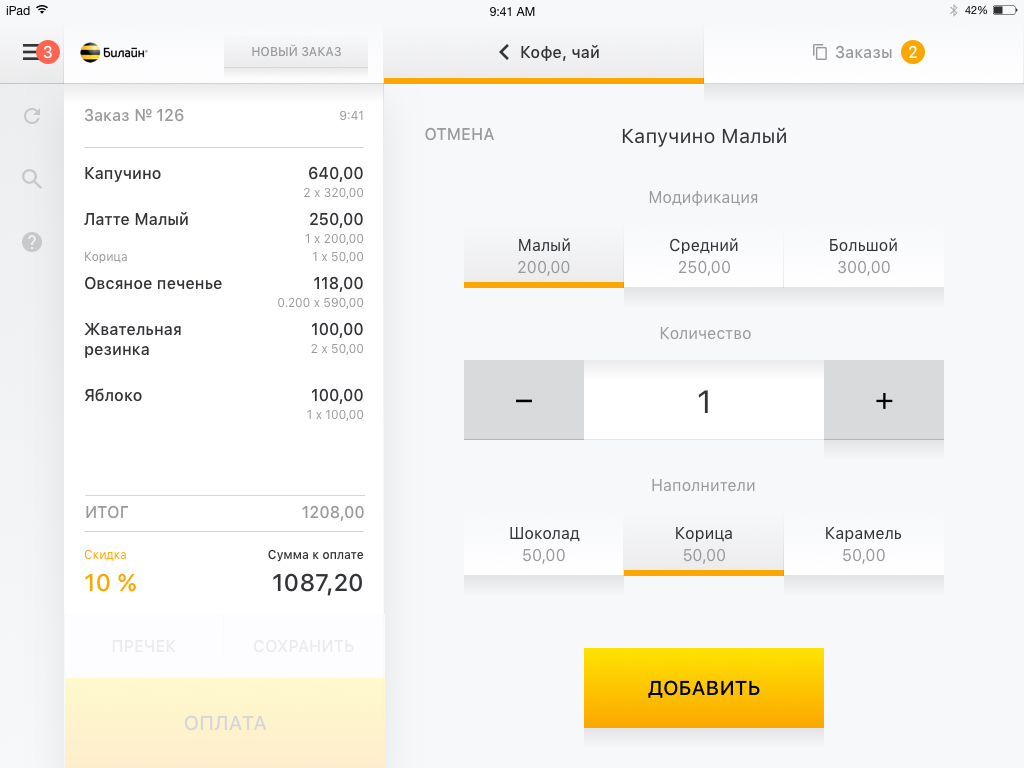 iPad 9:41 AM 42%
3 Билайн НОВЫЙ ЗАКАЗ Кофе, чай Заказы 2
Заказ № 126 9:41
Капучино 640,00
2 x 320,00
Латте Малый 250,00
1 x 200,00
Корица 1 x 50,00
Овсяное печенье 118,00
0.200 x 590,00
Жвательная 100,00
резинка 2 x 50,00
Яблоко 100,00
1 x 100,00
ИТОГ 1208,00
Скидка Сумма к оплате
10 % 1087,20
ПРЕЧЕК СОХРАНИТЬ
ОПЛАТА
ОТМЕНА Капучино Малый
Модификация
Малый Средний Большой
200,00 250,00 300,00
Количество
− 1 +
Наполнители
Шоколад Корица Карамель
50,00 50,00 50,00
ДОБАВИТЬ